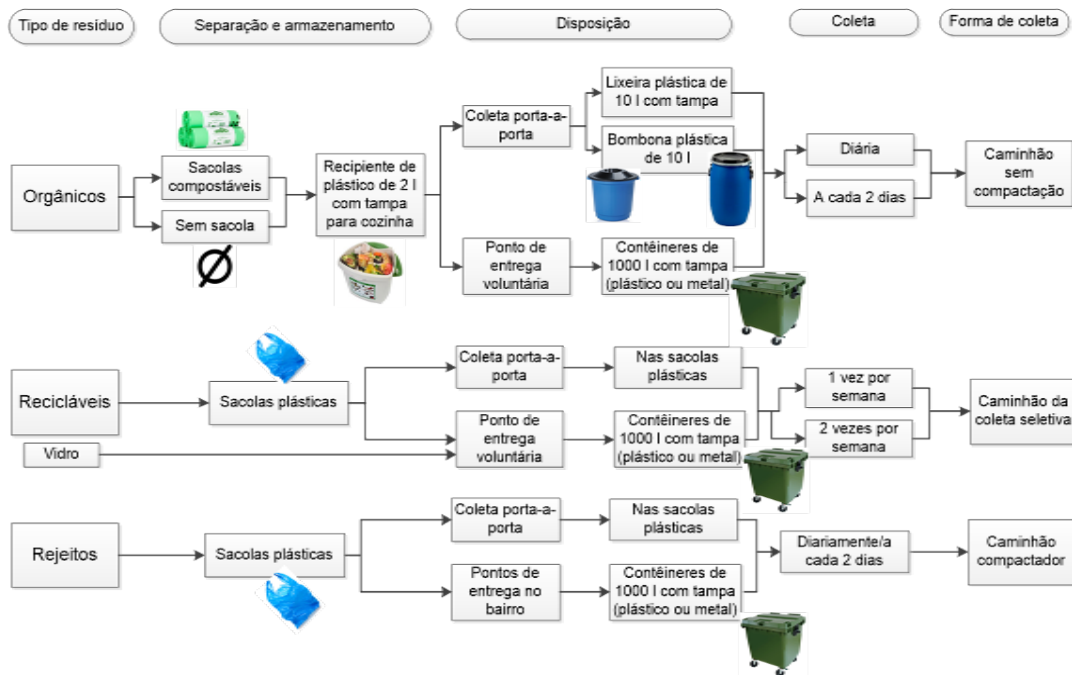 Tipo de resíduo
Separação e armazenamento
Disposição
Coleta
Forma de coleta
Orgânicos
Sacolas
compostáveis
Sem sacola
Recipiente de
plástico de 2 l
com tampa
para cozinha
Coleta porta-a-
porta
Lixeira plástica de
10 l com tampa
Bombona plástica
de 10 l
Ponto de
entrega
voluntária
Contêineres de
1000 l com tampa
(plástico ou metal)
Diária
A cada 2 dias
Caminhão
sem
compactação
Recicláveis
Vidro
Sacolas plásticas
Coleta porta-a-
porta
Nas sacolas
plásticas
Ponto de
entrega
voluntária
Contêineres de
1000 l com tampa
(plástico ou metal)
1 vez por
semana
2 vezes por
semana
Caminhão da
coleta seletiva
Rejeitos
Sacolas plásticas
Coleta porta-a-
porta
Nas sacolas
plásticas
Pontos de
entrega no
bairro
Contêineres de
1000 l com tampa
(plástico ou metal)
Diariamente/a
cada 2 dias
Caminhão
compactador